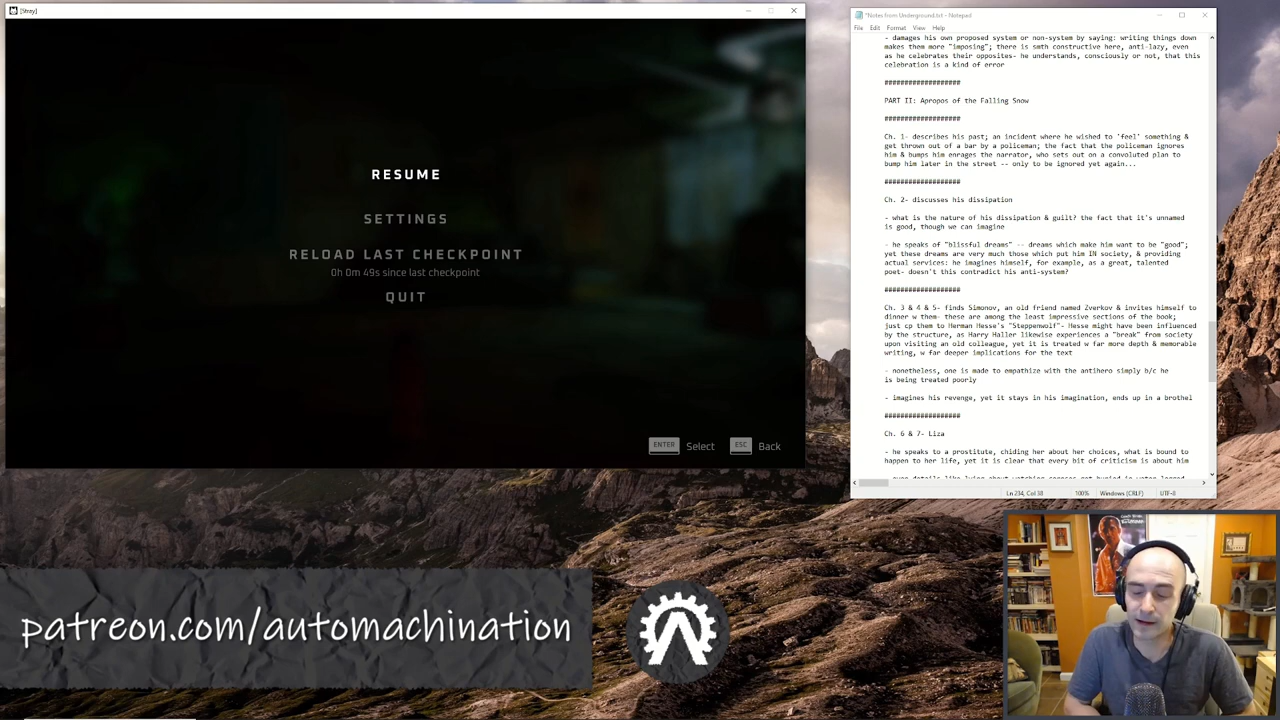 [Stray]
RESUME
SETTINGS
RELOAD LAST CHECKPOINT
0h 0m 49s since last checkpoint
QUIT
ENTER Select ESC Back
*Notes from Underground.txt - Notepad
File Edit Format View Help
- damages his own proposed system or non-system by saying: writing things down
makes them more "imposing"; there is smth constructive here, anti-lazy, even
as he celebrates their opposites- he understands, consciously or not, that this
celebration is a kind of error
###################
PART II: Apropos of the Falling Snow
###################
Ch. 1- describes his past; an incident where he wished to 'feel' something &
get thrown out of a bar by a policeman; the fact that the policeman ignores
him & bumps him enrages the narrator, who sets out on a convoluted plan to
bump him later in the street -- only to be ignored yet again...
###################
Ch. 2- discusses his dissipation
- what is the nature of his dissipation & guilt? the fact that it's unnamed
is good, though we can imagine
- he speaks of "blissful dreams" -- dreams which make him want to be "good";
yet these dreams are very much those which put him IN society, & providing
actual services: he imagines himself, for example, as a great, talented
poet- doesn't this contradict his anti-system?
###################
Ch. 3 & 4 & 5- finds Simonov, an old friend named Zverkov & invites himself to
dinner w them- these are among the least impressive sections of the book;
just cp them to Herman Hesse's "Steppenwolf"- Hesse might have been influenced
by the structure, as Harry Haller likewise experiences a "break" from society
upon visiting an old colleague, yet it is treated w far more depth & memorable
writing, w far deeper implications for the text
- nonetheless, one is made to empathize with the antihero simply b/c he
is being treated poorly
- imagines his revenge, yet it stays in his imagination, ends up in a brothel
###################
Ch. 6 & 7- Liza
- he speaks to a prostitute, chiding her about her choices, what is bound to
happen to her life, yet it is clear that every bit of criticism is about him
Ln 234, Col 38 100% Windows (CRLF) UTF-8
patreon.com/automachination